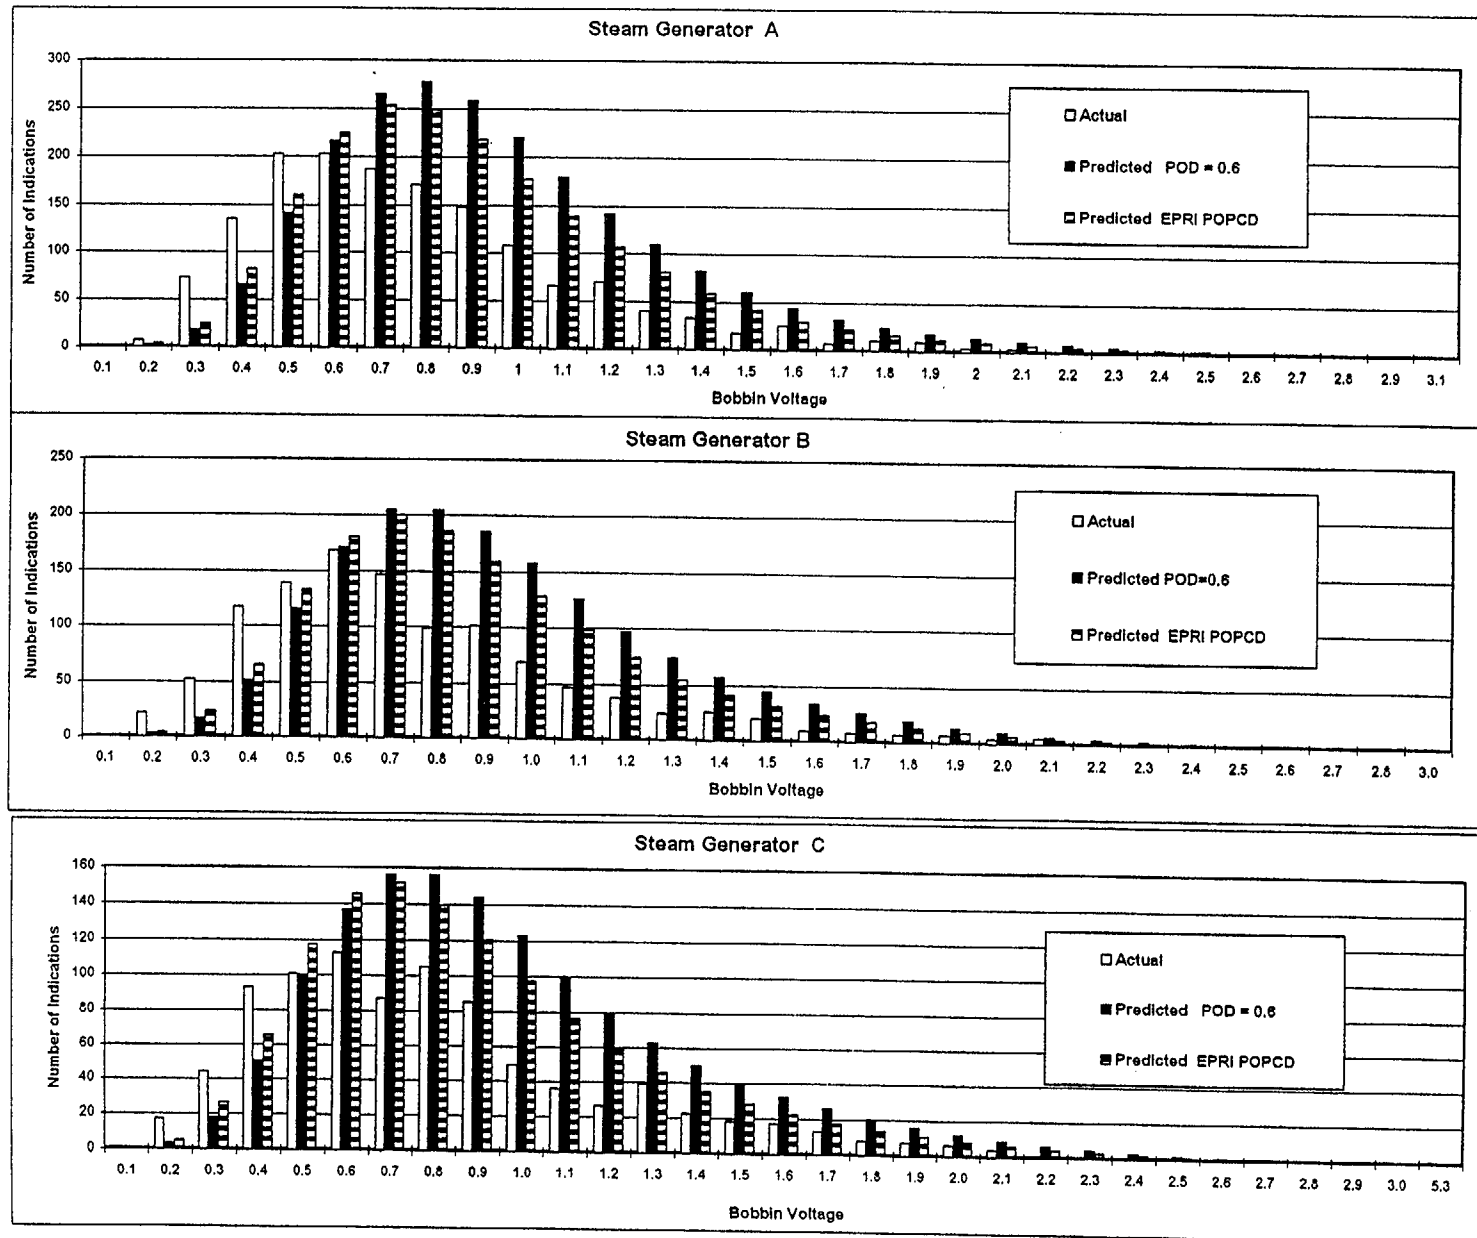 Steam Generator A
300
250
200
150
100
50
0
Number of Indications
Actual
Predicted POD = 0.6
Predicted EPRI POPCD
0.1 0.2 0.3 0.4 0.5 0.6 0.7 0.8 0.9 1 1.1 1.2 1.3 1.4 1.5 1.6 1.7 1.8 1.9 2 2.1 2.2 2.3 2.4 2.5 2.6 2.7 2.8 2.9 3.1
Bobbin Voltage
Steam Generator B
250
200
150
100
50
0
Number of Indications
Actual
Predicted POD=0.6
Predicted EPRI POPCD
0.1 0.2 0.3 0.4 0.5 0.6 0.7 0.8 0.9 1.0 1.1 1.2 1.3 1.4 1.5 1.6 1.7 1.8 1.9 2.0 2.1 2.2 2.3 2.4 2.5 2.6 2.7 2.8 3.0
Bobbin Voltage
Steam Generator C
160
140
120
100
80
60
40
20
0
Number of Indications
Actual
Predicted POD = 0.6
Predicted EPRI POPCD
0.1 0.2 0.3 0.4 0.5 0.6 0.7 0.8 0.9 1.0 1.1 1.2 1.3 1.4 1.5 1.6 1.7 1.8 1.9 2.0 2.1 2.2 2.3 2.4 2.5 2.6 2.7 2.8 2.9 3.0 5.3
Bobbin Voltage